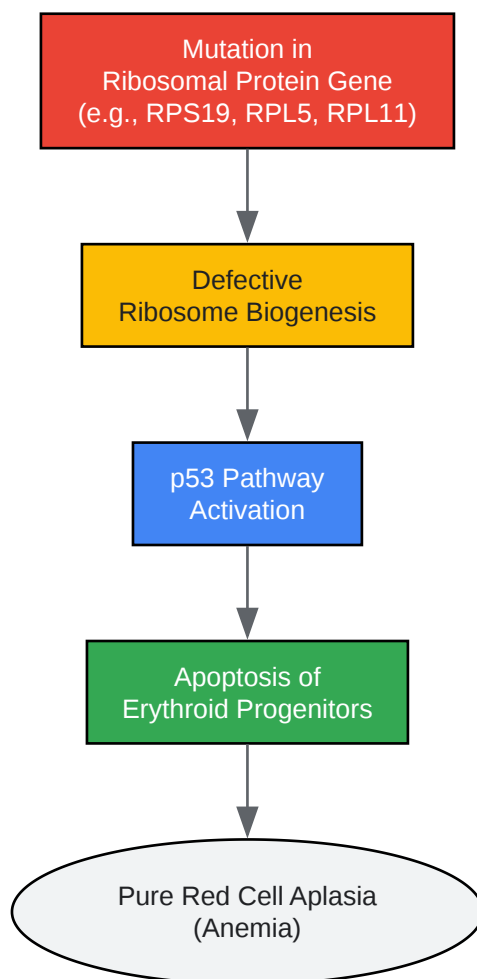 Mutation in
Ribosomal Protein Gene
(e.g., RPS19, RPL5, RPL11)
Defective
Ribosome Biogenesis
p53 Pathway
Activation
Apoptosis of
Erythroid Progenitors
Pure Red Cell Aplasia
(Anemia)